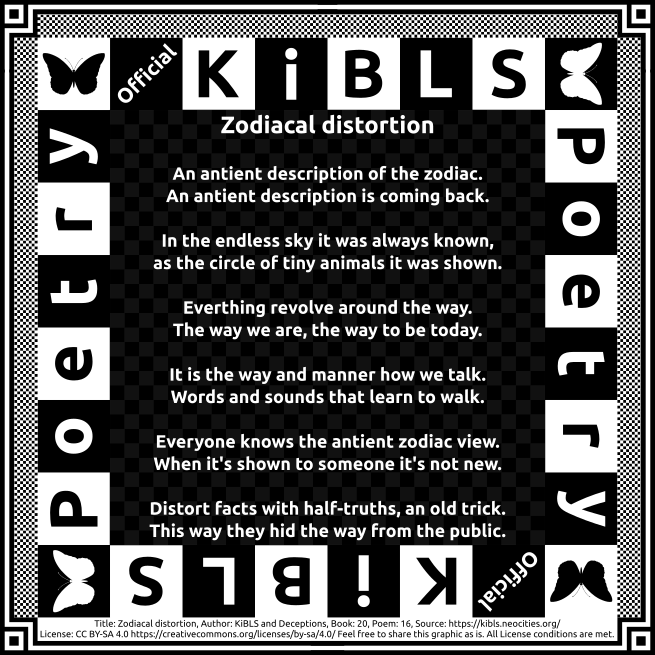 Official KiBLS
Poetry
Poetry
Zodiacal distortion
An antient description of the zodiac.
An antient description is coming back.
In the endless sky it was always known,
as the circle of tiny animals it was shown.
Everthing revolve around the way.
The way we are, the way to be today.
It is the way and manner how we talk.
Words and sounds that learn to walk.
Everyone knows the antient zodiac view.
When it's shown to someone it's not new.
Distort facts with half-truths, an old trick.
This way they hid the way from the public.
Official KiBLS
Title: Zodiacal distortion, Author: KiBLS and Deceptions, Book: 20, Poem: 16, Source: https://kibls.neocities.org/
License: CC BY-SA 4.0 https://creativecommons.org/licenses/by-sa/4.0/ Feel free to share this graphic as is. All License conditions are met.